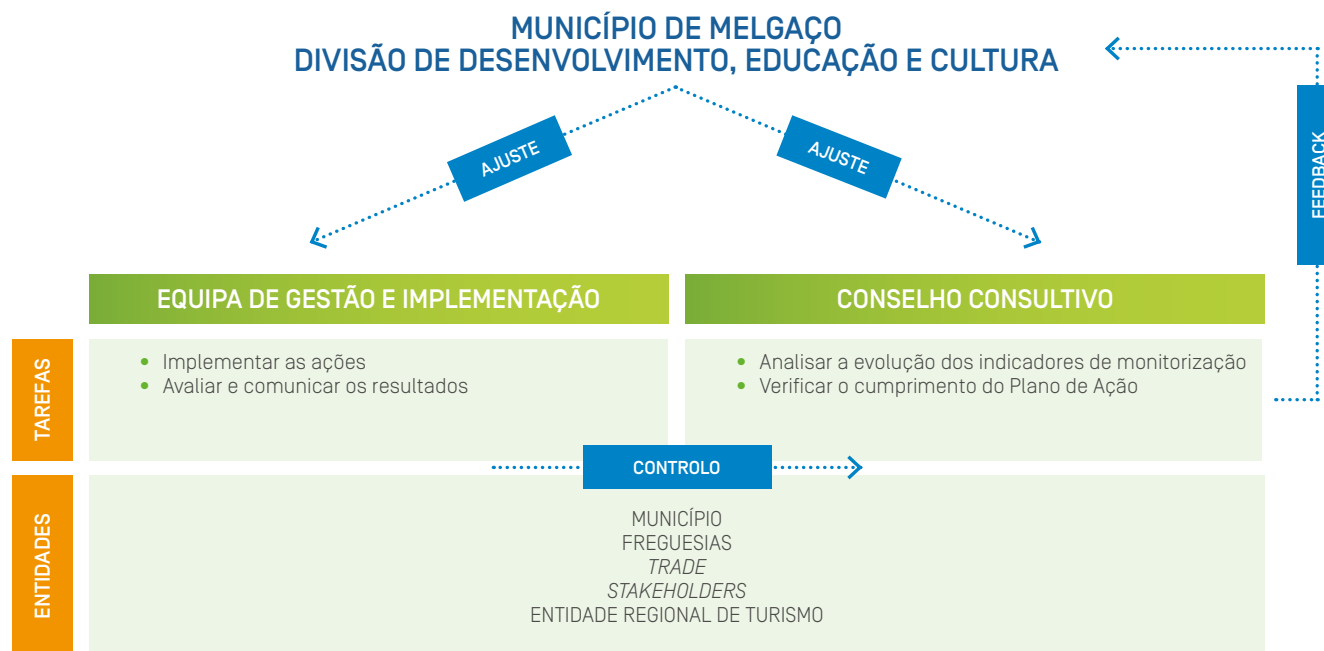 MUNICÍPIO DE MELGAÇO
DIVISÃO DE DESENVOLVIMENTO, EDUCAÇÃO E CULTURA
AJUSTE
AJUSTE
FEEDBACK
EQUIPA DE GESTÃO E IMPLEMENTAÇÃO
CONSELHO CONSULTIVO
TAREFAS
• Implementar as ações
• Avaliar e comunicar os resultados
• Analisar a evolução dos indicadores de monitorização
• Verificar o cumprimento do Plano de Ação
CONTROLO
ENTIDADES
MUNICÍPIO
FREGUESIAS
TRADE
STAKEHOLDERS
ENTIDADE REGIONAL DE TURISMO